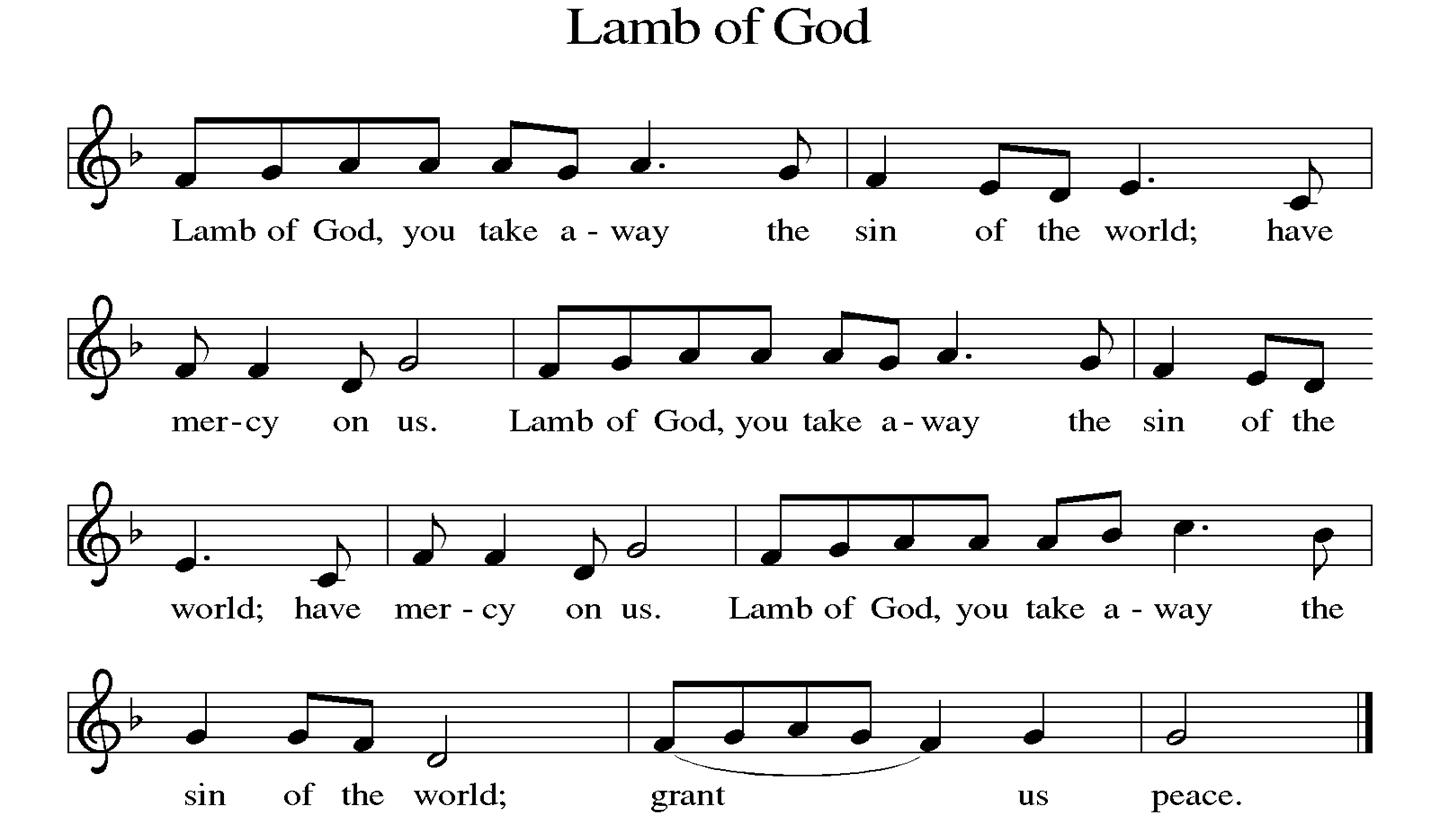 Lamb of God
Lamb of God, you take a - way the sin of the world; have
mer - cy on us. Lamb of God, you take a - way the sin of the
world; have mer - cy on us. Lamb of God, you take a - way the
sin of the world; grant us peace.